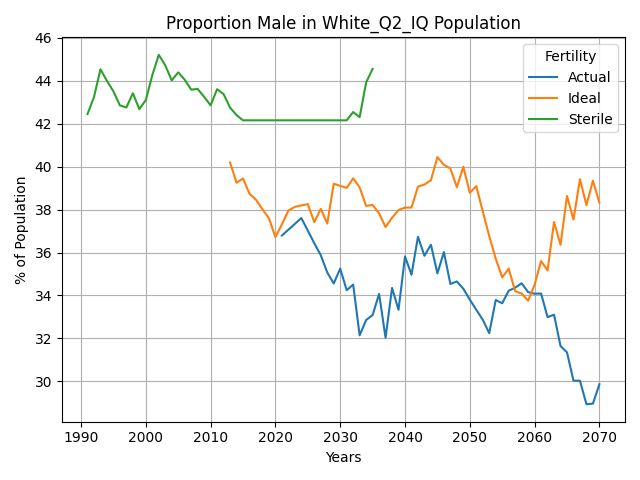 Proportion Male in White_Q2_IQ Population
46
44
42
40
38
36
34
32
30
% of Population
Fertility
Actual
Ideal
Sterile
1990 2000 2010 2020 2030 2040 2050 2060 2070
Years